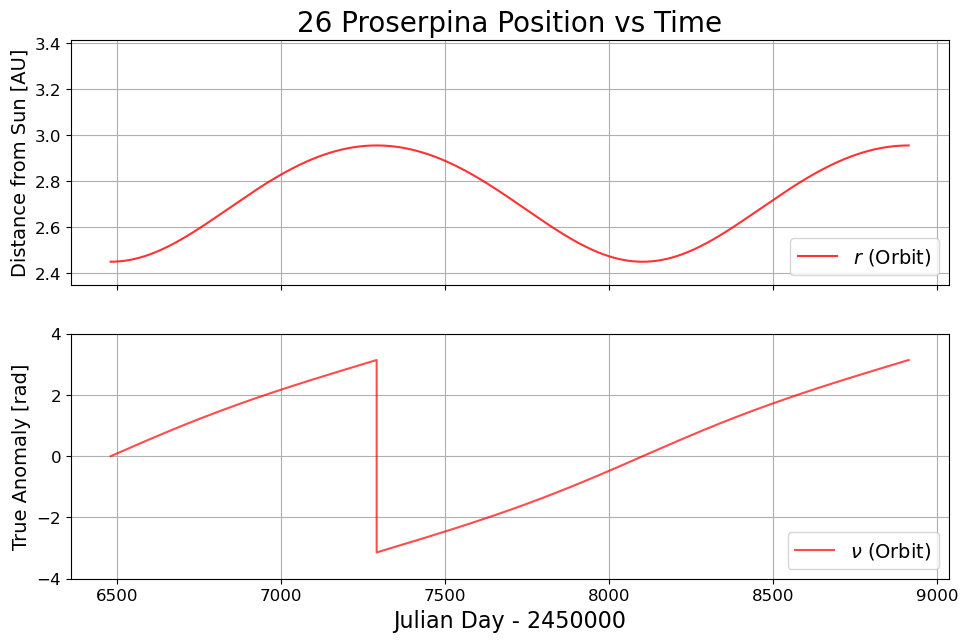 26 Proserpina Position vs Time
Distance from Sun [AU]
3.4
3.2
3.0
2.8
2.6
2.4
r (Orbit)
True Anomaly [rad]
4
2
0
−2
−4
ν (Orbit)
6500 7000 7500 8000 8500 9000
Julian Day - 2450000